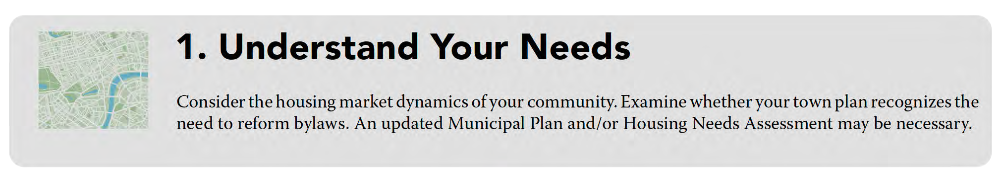 1. Understand Your Needs
Consider the housing market dynamics of your community. Examine whether your town plan recognizes the
need to reform bylaws. An updated Municipal Plan and/or Housing Needs Assessment may be necessary.